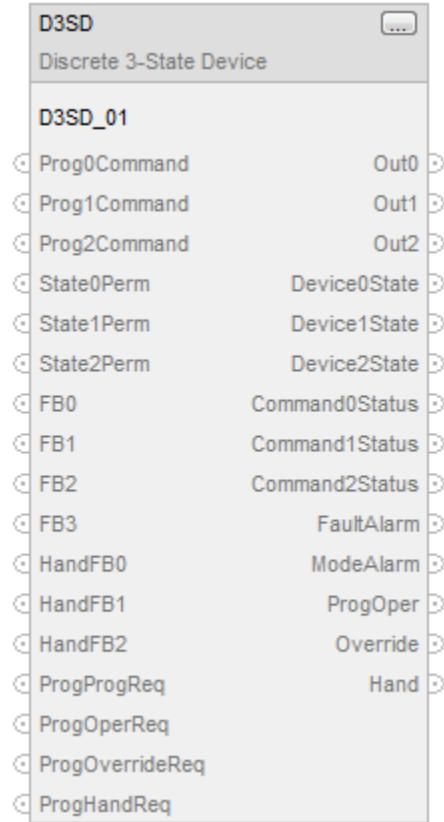 D3SD ...
Discrete 3-State Device
D3SD_01
Prog0Command Out0
Prog1Command Out1
Prog2Command Out2
State0Perm Device0State
State1Perm Device1State
State2Perm Device2State
FB0 Command0Status
FB1 Command1Status
FB2 Command2Status
FB3 FaultAlarm
HandFB0 ModeAlarm
HandFB1 ProgOper
HandFB2 Override
ProgProgReq Hand
ProgOperReq
ProgOverrideReq
ProgHandReq